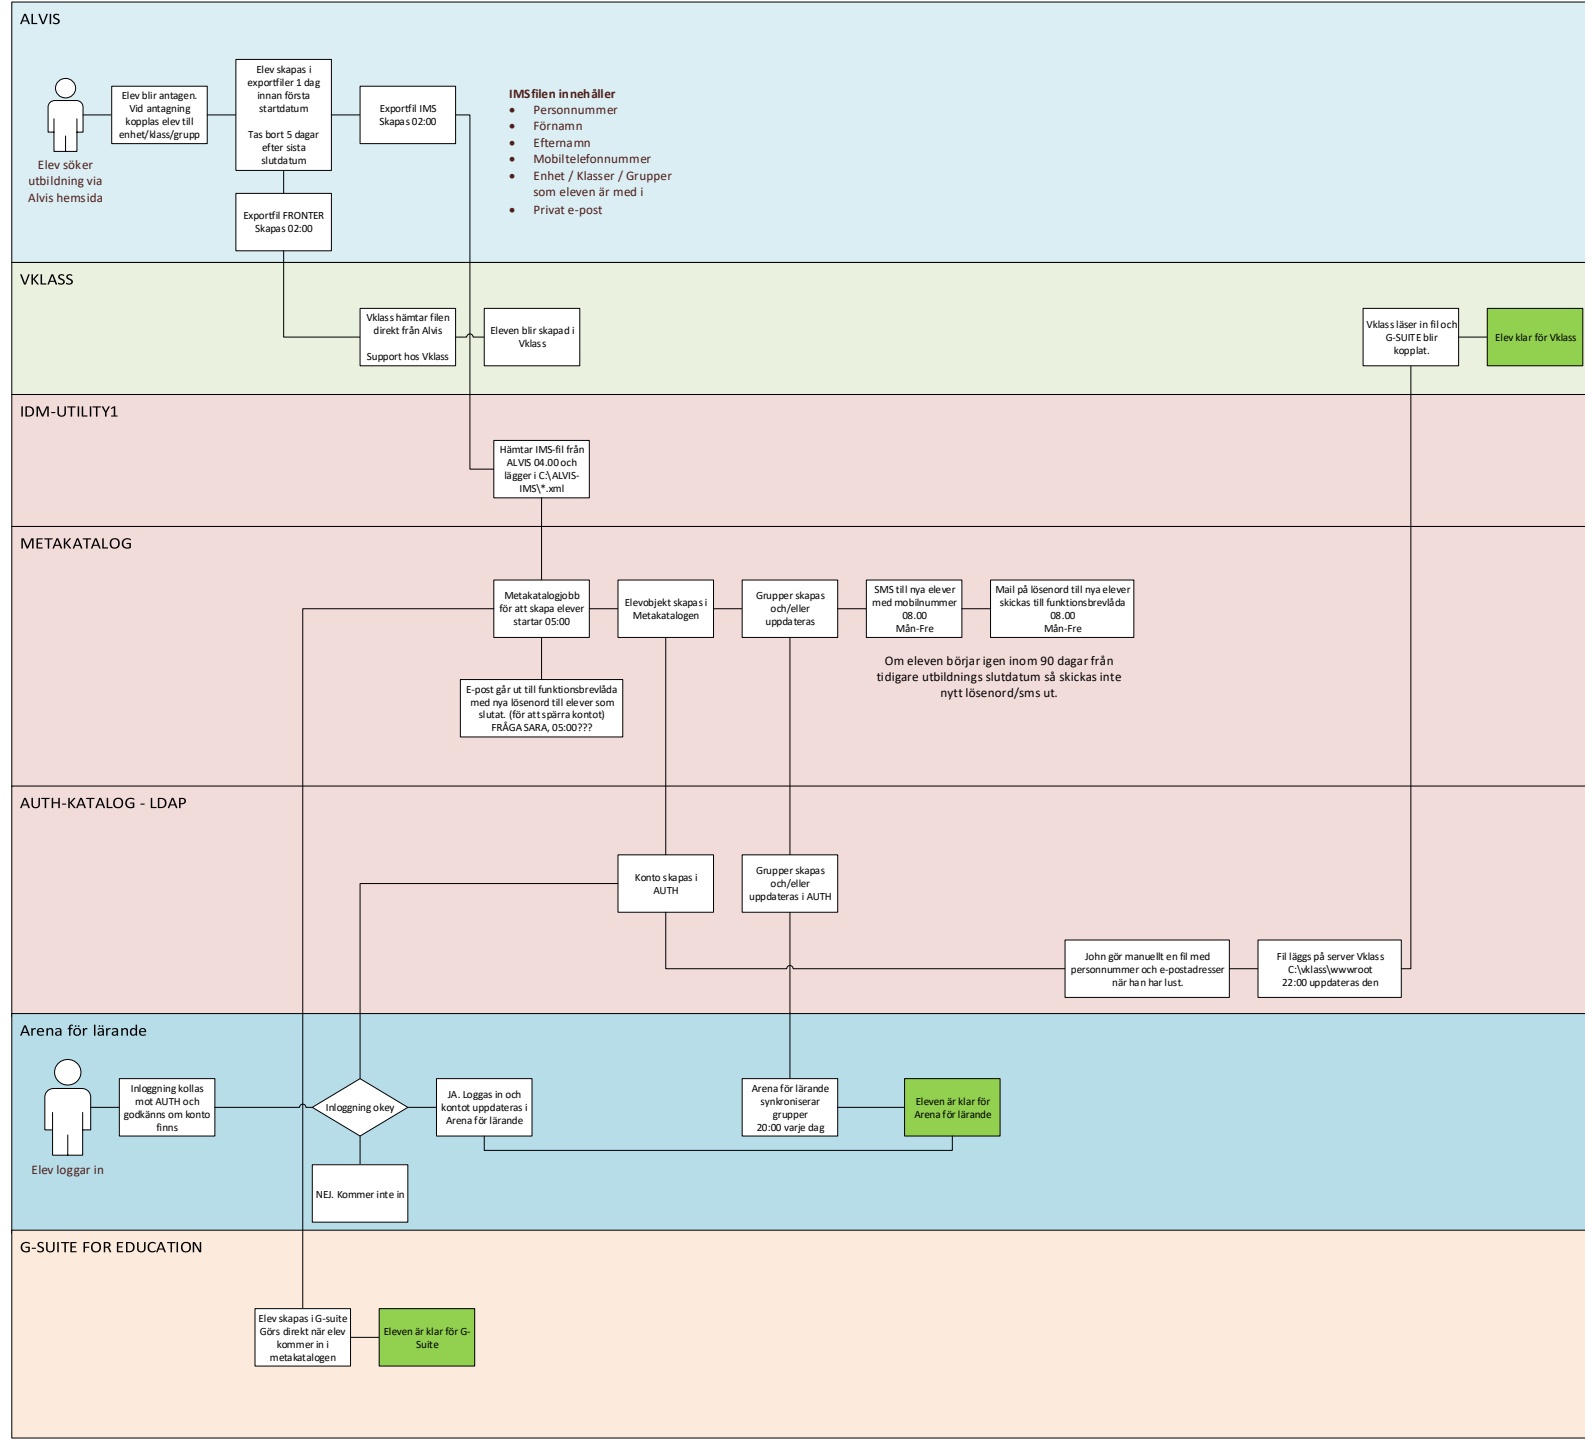 ALVIS
Elev söker
utbildning via
Alvis hemsida
Elev blir antagen.
Vid antagning
kopplas elev till
enhet/klass/grupp
Elev skapas i
exportfiler 1 dag
innan första
startdatum
Tas bort 5 dagar
efter sista
slutdatum
Exportfil IMS
Skapas 02:00
Exportfil FRONTER
Skapas 02:00
IMSfilen innehåller
• Personnummer
• Förnamn
• Efternamn
• Mobiltelefonnummer
• Enhet / Klasser / Grupper
som eleven är med i
• Privat e-post
VKLASS
Vklass hämtar filen
direkt från Alvis
Support hos Vklass
Eleven blir skapad i
Vklass
Vklass läser in fil och
G-SUITE blir
kopplat.
Elev klar för Vklass
IDM-UTILITY1
Hämtar IMS-fil från
ALVIS 04.00 och
lägger i C:\ALVIS-
IMS\*.xml
METAKATALOG
Metakatalogjobb
för att skapa elever
startar 05:00
Elevobjekt skapas i
Metakatalogen
Grupper skapas
och/eller
uppdateras
SMS till nya elever
med mobilnummer
08.00
Mån-Fre
Mail på lösenord till nya elever
skickas till funktionsbrevlåda
08.00
Mån-Fre
Om eleven börjar igen inom 90 dagar från
tidigare utbildnings slutdatum så skickas inte
nytt lösenord/sms ut.
E-post går ut till funktionsbrevlåda
med nya lösenord till elever som
slutat. (för att spärra kontot)
FRÅGA SARA, 05:00???
AUTH-KATALOG - LDAP
Konto skapas i
AUTH
Grupper skapas
och/eller
uppdateras i AUTH
John gör manuellt en fil med
personnummer och e-postadresser
när han har lust.
Fil läggs på server Vklass
C:\vklass\wwwroot
22:00 uppdateras den
Arena för lärande
Elev loggar in
Inloggning kollas
mot AUTH och
godkänns om konto
finns
Inloggning okey
JA. Loggas in och
kontot uppdateras i
Arena för lärande
NEJ. Kommer inte in
Arena för lärande
synkroniserar
grupper
20:00 varje dag
Eleven är klar för
Arena för lärande
G-SUITE FOR EDUCATION
Elev skapas i G-suite
Görs direkt när elev
kommer in i
metakatalogen
Eleven är klar för G-
Suite